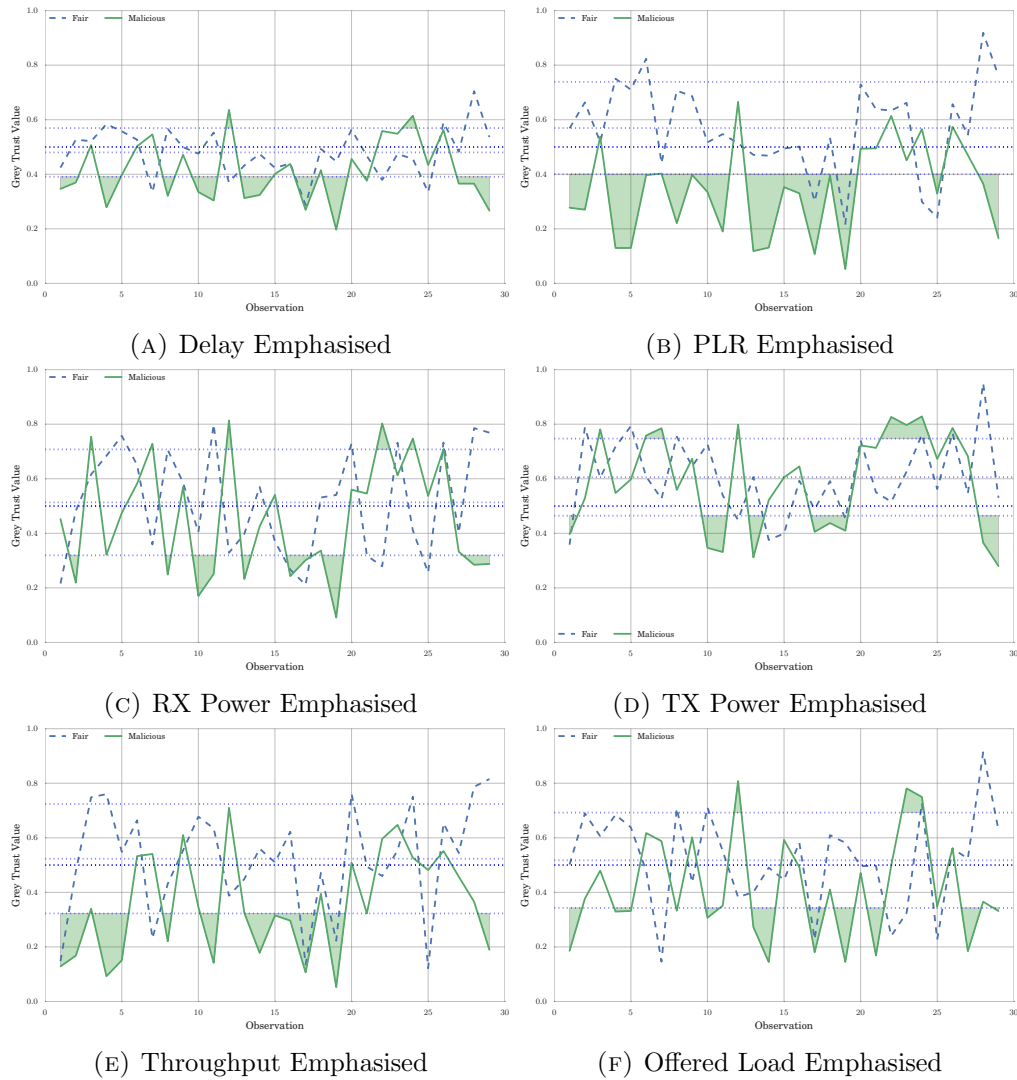 Fair Malicious
1.0
0.8
0.6
0.4
0.2
0.0
Grey Trust Value
0 5 10 15 20 25 30
Observation
(A) Delay Emphasised
Fair Malicious
1.0
0.8
0.6
0.4
0.2
0.0
Grey Trust Value
0 5 10 15 20 25 30
Observation
(B) PLR Emphasised
Fair Malicious
1.0
0.8
0.6
0.4
0.2
0.0
Grey Trust Value
0 5 10 15 20 25 30
Observation
(C) RX Power Emphasised
1.0
0.8
0.6
0.4
0.2
0.0
Grey Trust Value
Fair Malicious
0 5 10 15 20 25 30
Observation
(D) TX Power Emphasised
Fair Malicious
1.0
0.8
0.6
0.4
0.2
0.0
Grey Trust Value
0 5 10 15 20 25 30
Observation
(E) Throughput Emphasised
Fair Malicious
1.0
0.8
0.6
0.4
0.2
0.0
Grey Trust Value
0 5 10 15 20 25 30
Observation
(F) Offered Load Emphasised